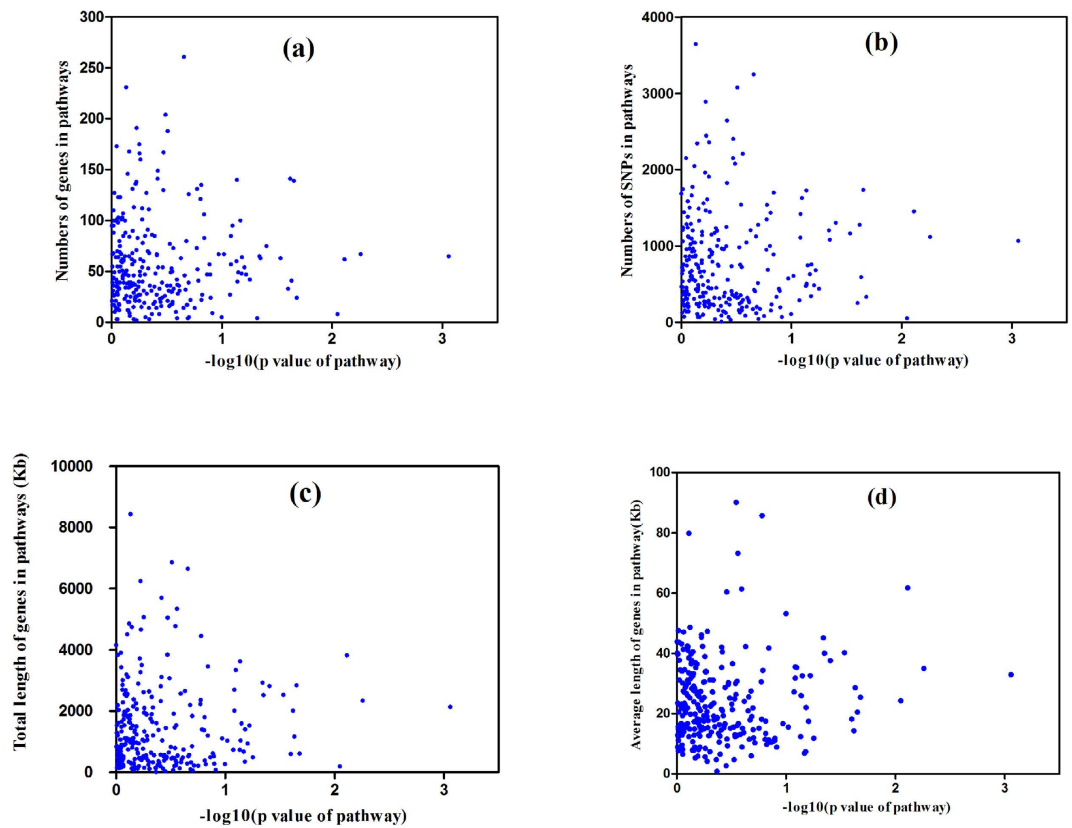 (a)
Numbers of genes in pathways
300
250
200
150
100
50
0
0 1 2 3
-log10(p value of pathway)
(b)
Numbers of SNPs in pathways
4000
3000
2000
1000
0
0 1 2 3
-log10(p value of pathway)
(c)
Total length of genes in pathways (Kb)
10000
8000
6000
4000
2000
0
0 1 2 3
-log10(p value of pathway)
(d)
Average length of genes in pathway(Kb)
100
80
60
40
20
0
0 1 2 3
-log10(p value of pathway)